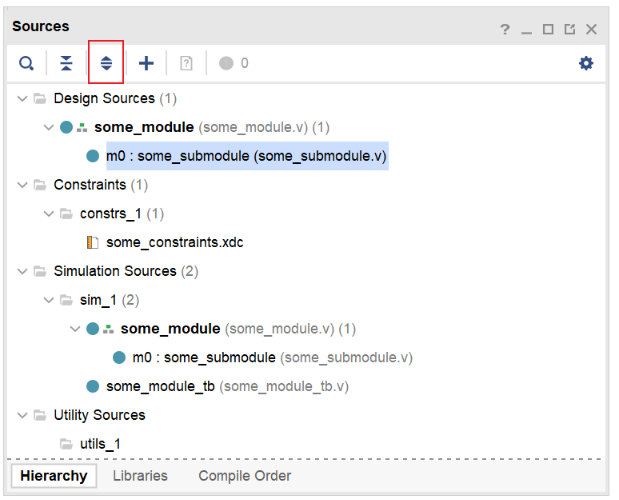 Sources
? 0
Design Sources (1)
some_module (some_module.v) (1)
m0 : some_submodule (some_submodule.v)
Constraints (1)
constrs_1 (1)
some_constraints.xdc
Simulation Sources (2)
sim_1 (2)
some_module (some_module.v) (1)
m0 : some_submodule (some_submodule.v)
some_module_tb (some_module_tb.v)
Utility Sources
utils_1
Hierarchy Libraries Compile Order